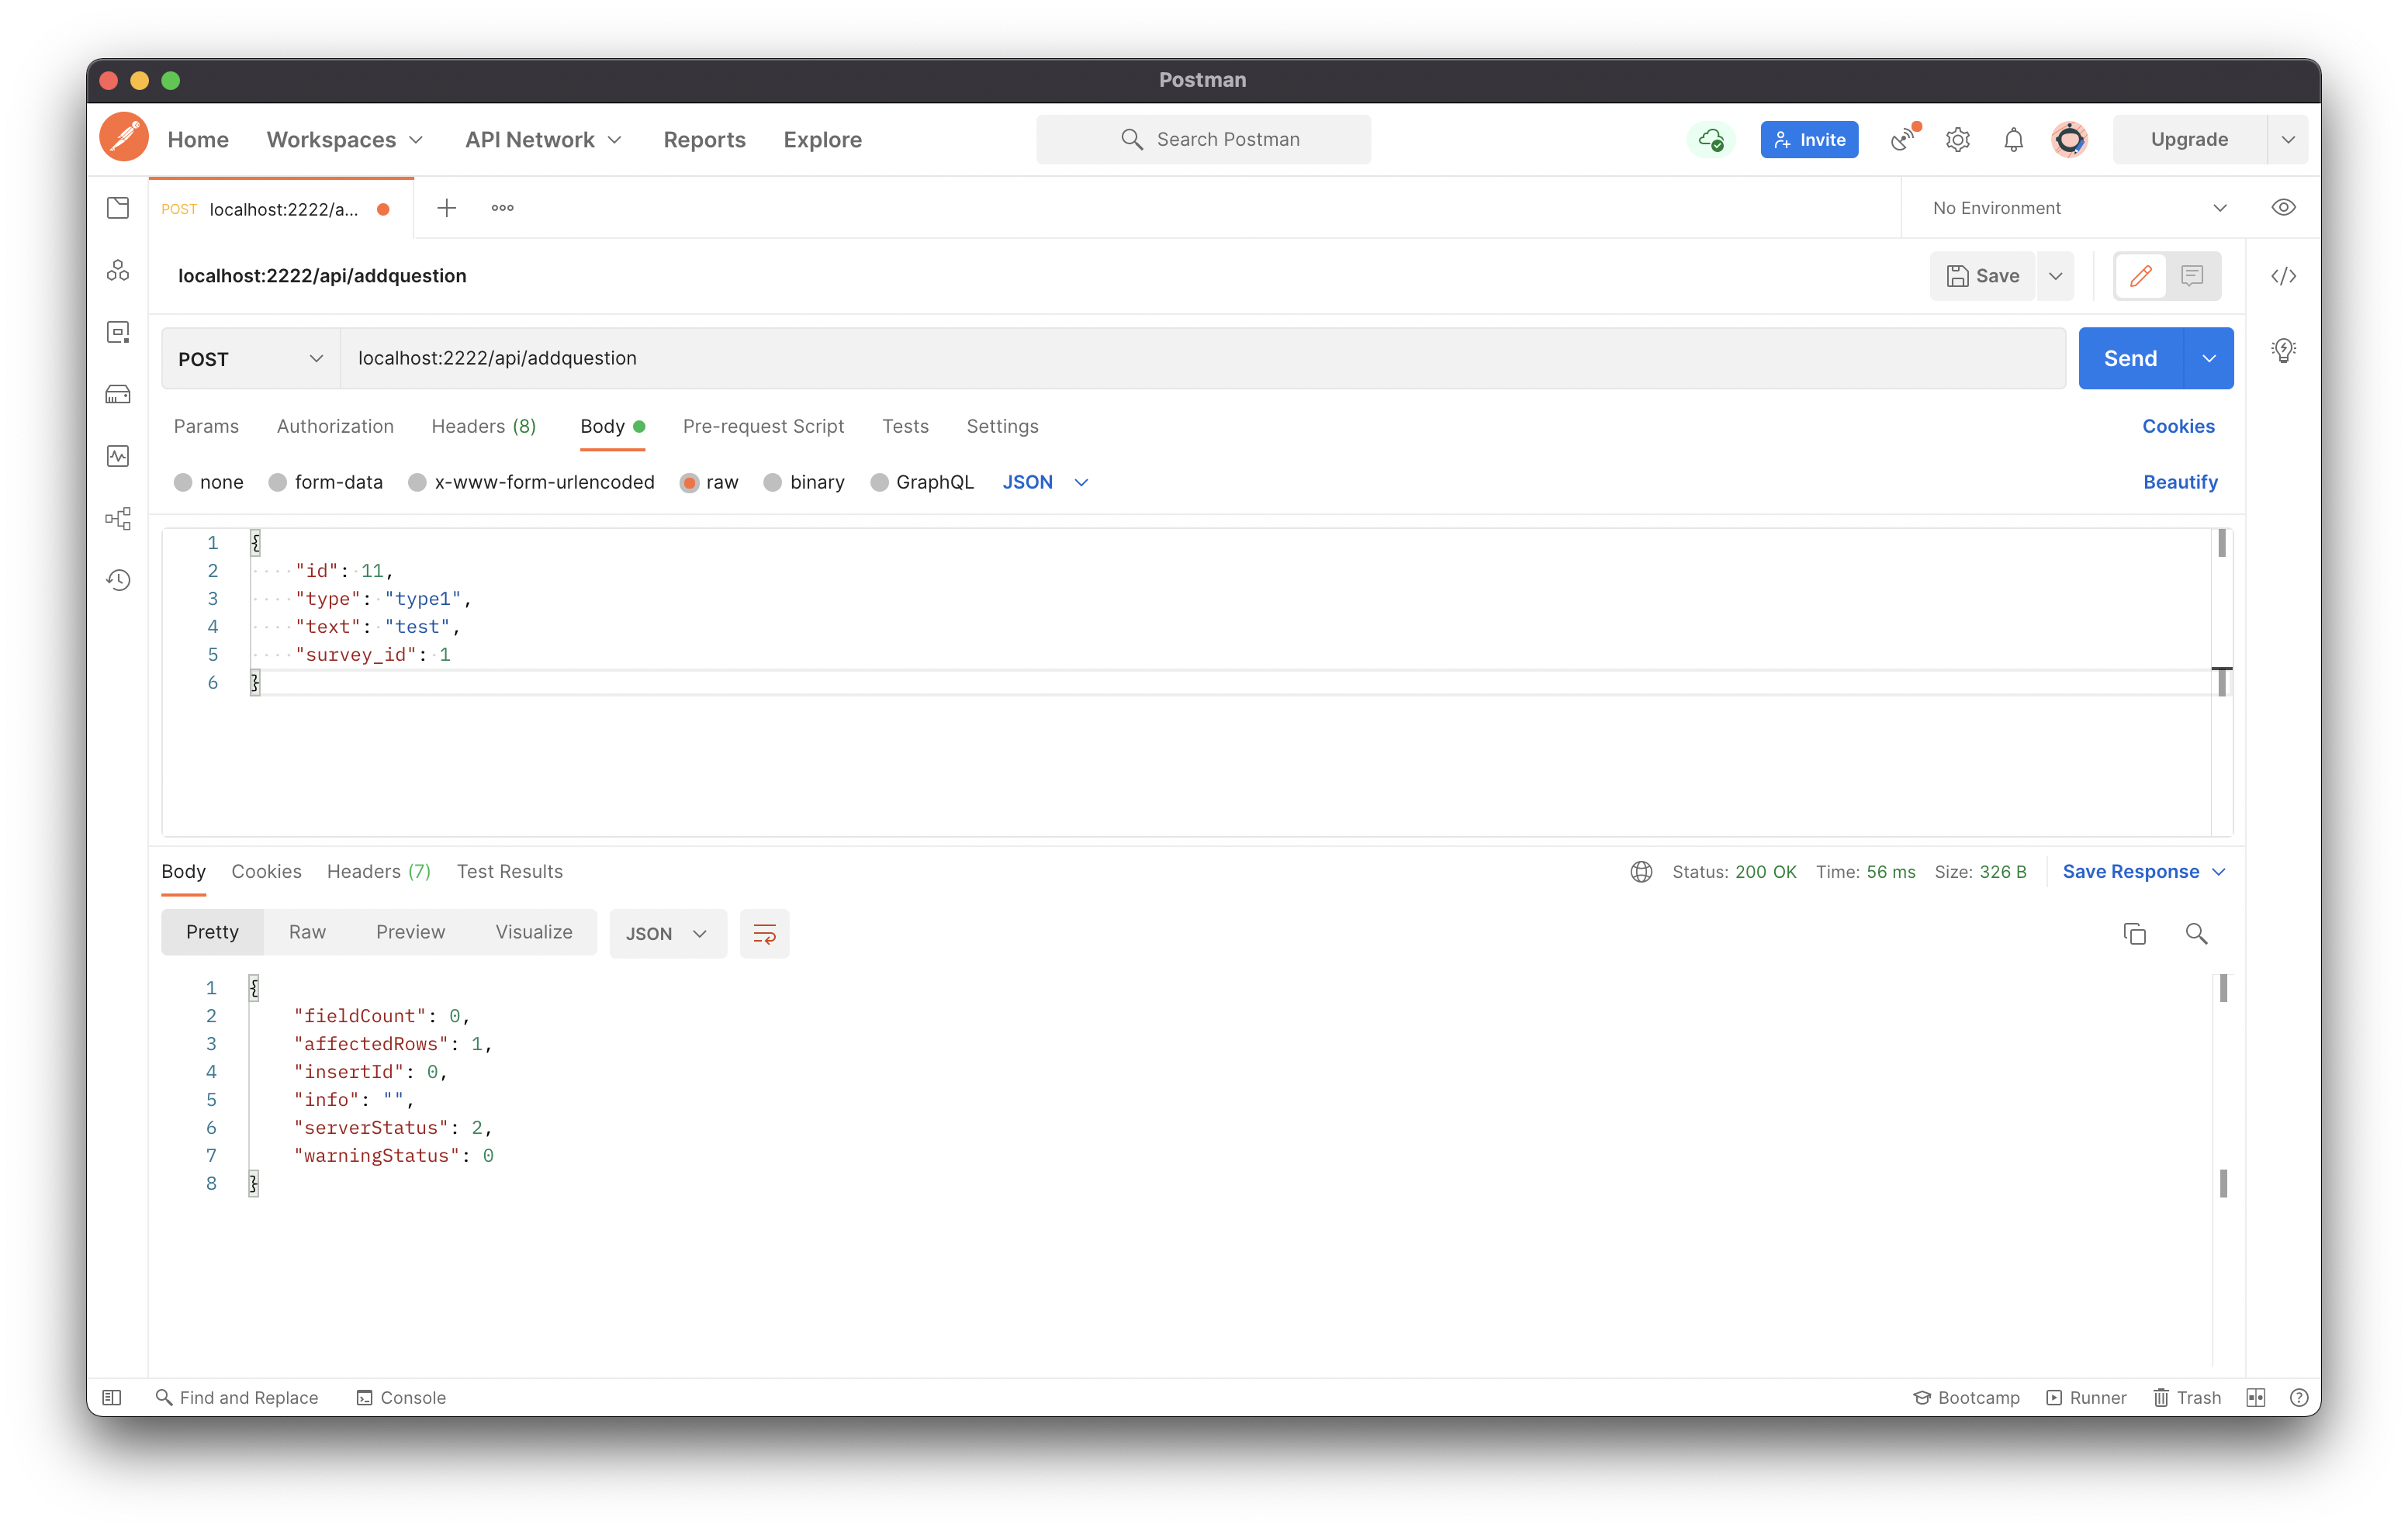 Postman
Home Workspaces API Network Reports Explore Search Postman Invite Upgrade
POST localhost:2222/a... No Environment
localhost:2222/api/addquestion Save
POST localhost:2222/api/addquestion Send
Params Authorization Headers (8) Body Pre-request Script Tests Settings Cookies
none form-data x-www-form-urlencoded raw binary GraphQL JSON Beautify
1 {
2 "id": 11,
3 "type": "type1",
4 "text": "test",
5 "survey_id": 1
6 }
Body Cookies Headers (7) Test Results Status: 200 OK Time: 56 ms Size: 326 B Save Response
Pretty Raw Preview Visualize JSON
1 {
2 "fieldCount": 0,
3 "affectedRows": 1,
4 "insertId": 0,
5 "info": "",
6 "serverStatus": 2,
7 "warningStatus": 0
8 }
Find and Replace Console Bootcamp Runner Trash